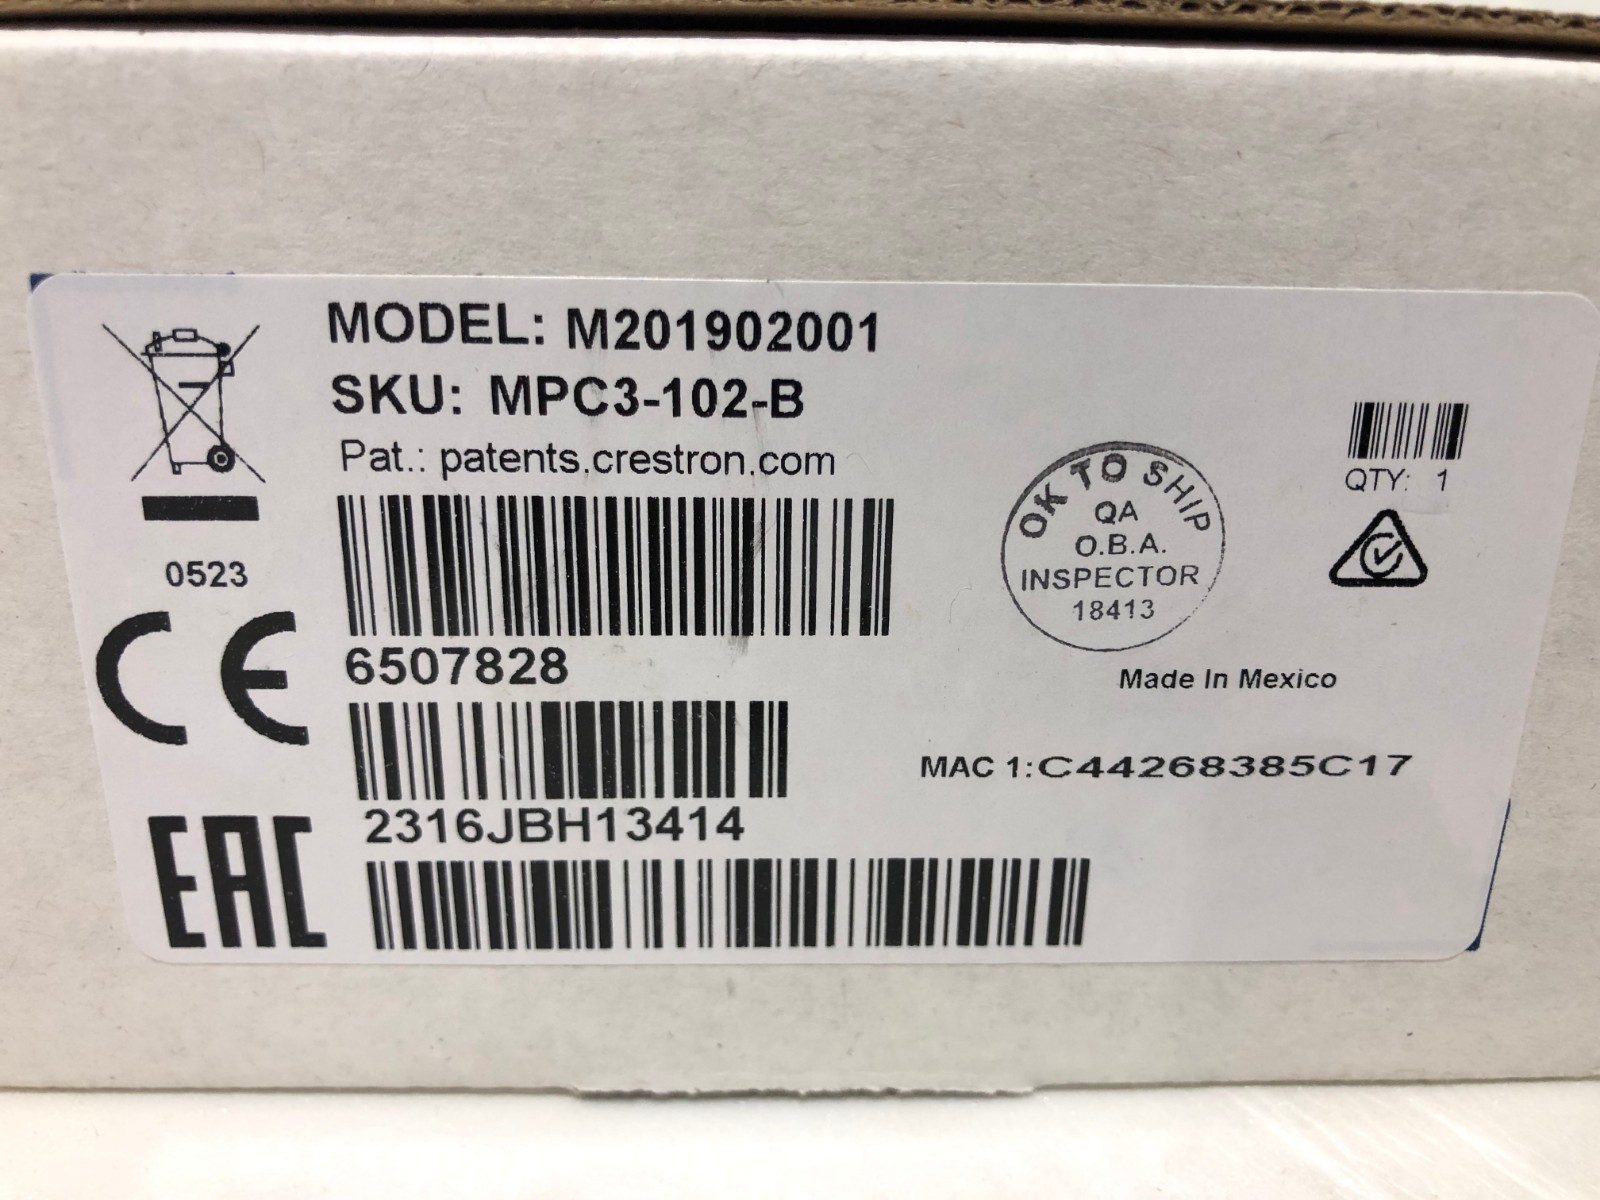 MODEL: M201902001
SKU: MPC3-102-B
Pat.: patents.crestron.com
0523
CE
6507828
2316JBH13414
EAC
OK TO SHIP
QA
O.B.A.
INSPECTOR
18413
QTY: 1
Made In Mexico
MAC 1:C44268385C17